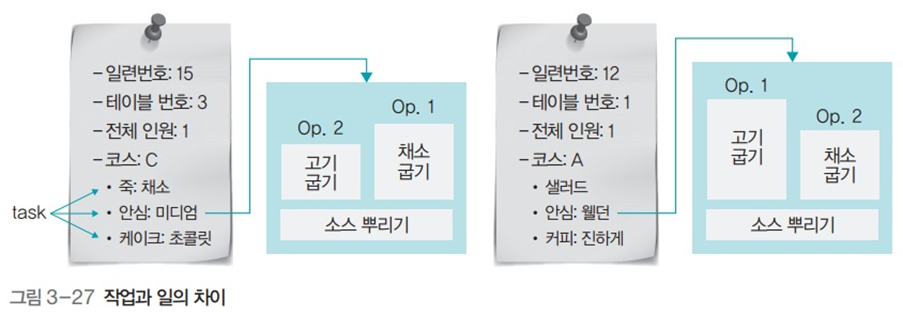 – 일련번호: 15
– 테이블 번호: 3
– 전체 인원: 1
– 코스: C
• 죽: 채소
• 안심: 미디엄
• 케이크: 초콜릿
task
Op. 2
고기
굽기
Op. 1
채소
굽기
소스 뿌리기
– 일련번호: 12
– 테이블 번호: 1
– 전체 인원: 1
– 코스: A
• 샐러드
• 안심: 웰던
• 커피: 진하게
Op. 1
고기
굽기
Op. 2
채소
굽기
소스 뿌리기
그림 3-27 작업과 일의 차이